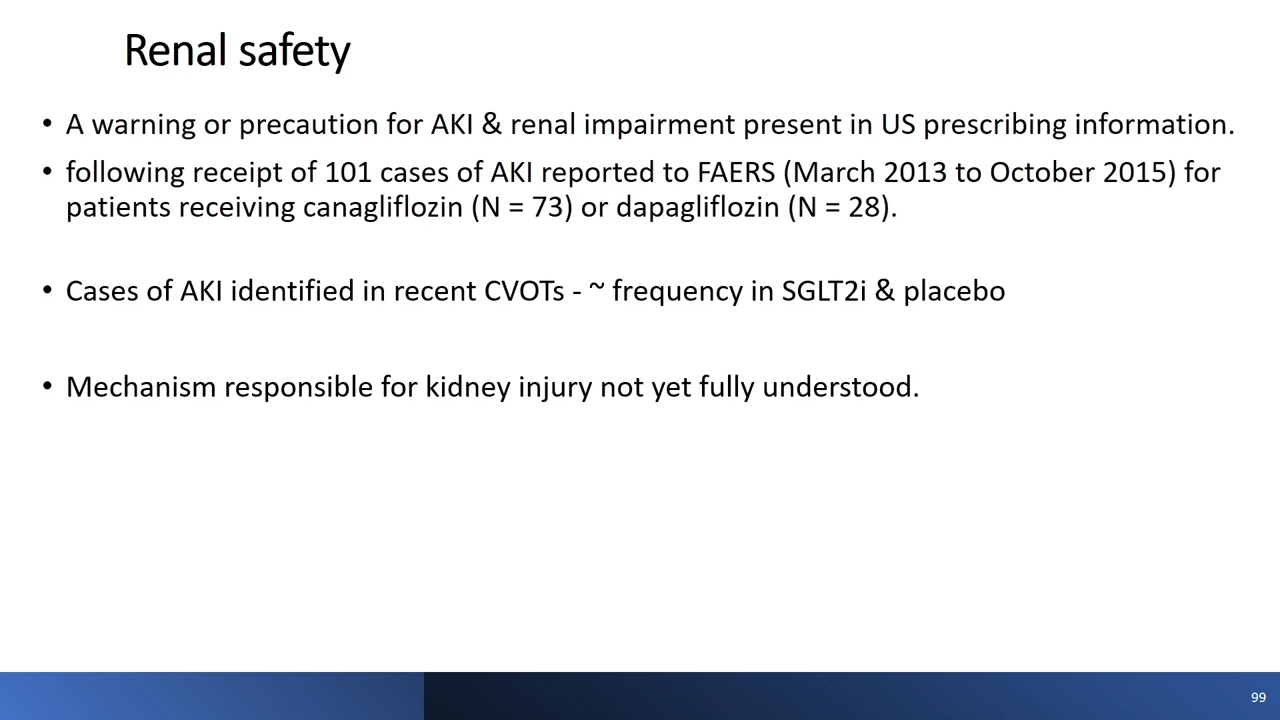 Renal safety
• A warning or precaution for AKI & renal impairment present in US prescribing information.
• following receipt of 101 cases of AKI reported to FAERS (March 2013 to October 2015) for
patients receiving canagliflozin (N = 73) or dapagliflozin (N = 28).
• Cases of AKI identified in recent CVOTs - ~ frequency in SGLT2i & placebo
• Mechanism responsible for kidney injury not yet fully understood.
99